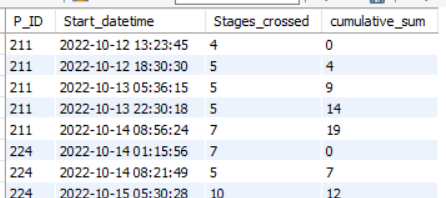 P_ID Start_datetime Stages_crossed cumulative_sum
211 2022-10-12 13:23:45 4 0
211 2022-10-12 18:30:30 5 4
211 2022-10-13 05:36:15 5 9
211 2022-10-13 22:30:18 5 14
211 2022-10-14 08:56:24 7 19
224 2022-10-14 01:15:56 7 0
224 2022-10-14 08:21:49 5 7
224 2022-10-15 05:30:28 10 12